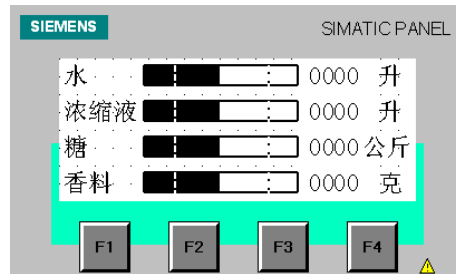 SIEMENS SIMATIC PANEL
水 0000 升
浓缩液 0000 升
糖 0000 公斤
香料 0000 克
F1 F2 F3 F4